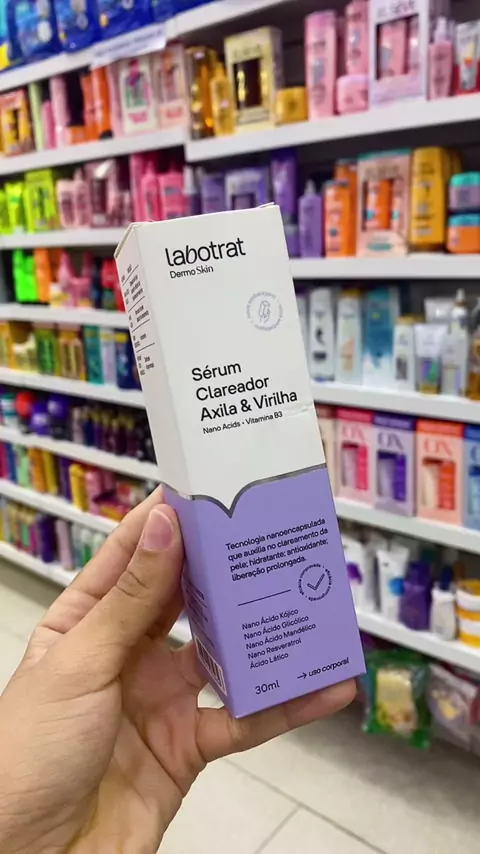 labotrat
Dermo Skin
Sérum
Clareador
Axila & Virilha
Nano Acids • Vitamina B3
Tecnologia nanoencapsulada
que auxilia no clareamento da
pele; hidratante; antioxidante;
liberação prolongada.
Nano Ácido Kójico
Nano Ácido Glicólico
Nano Ácido Mandélico
Nano Resveratrol
Ácido Lático
30ml
→ uso corporal